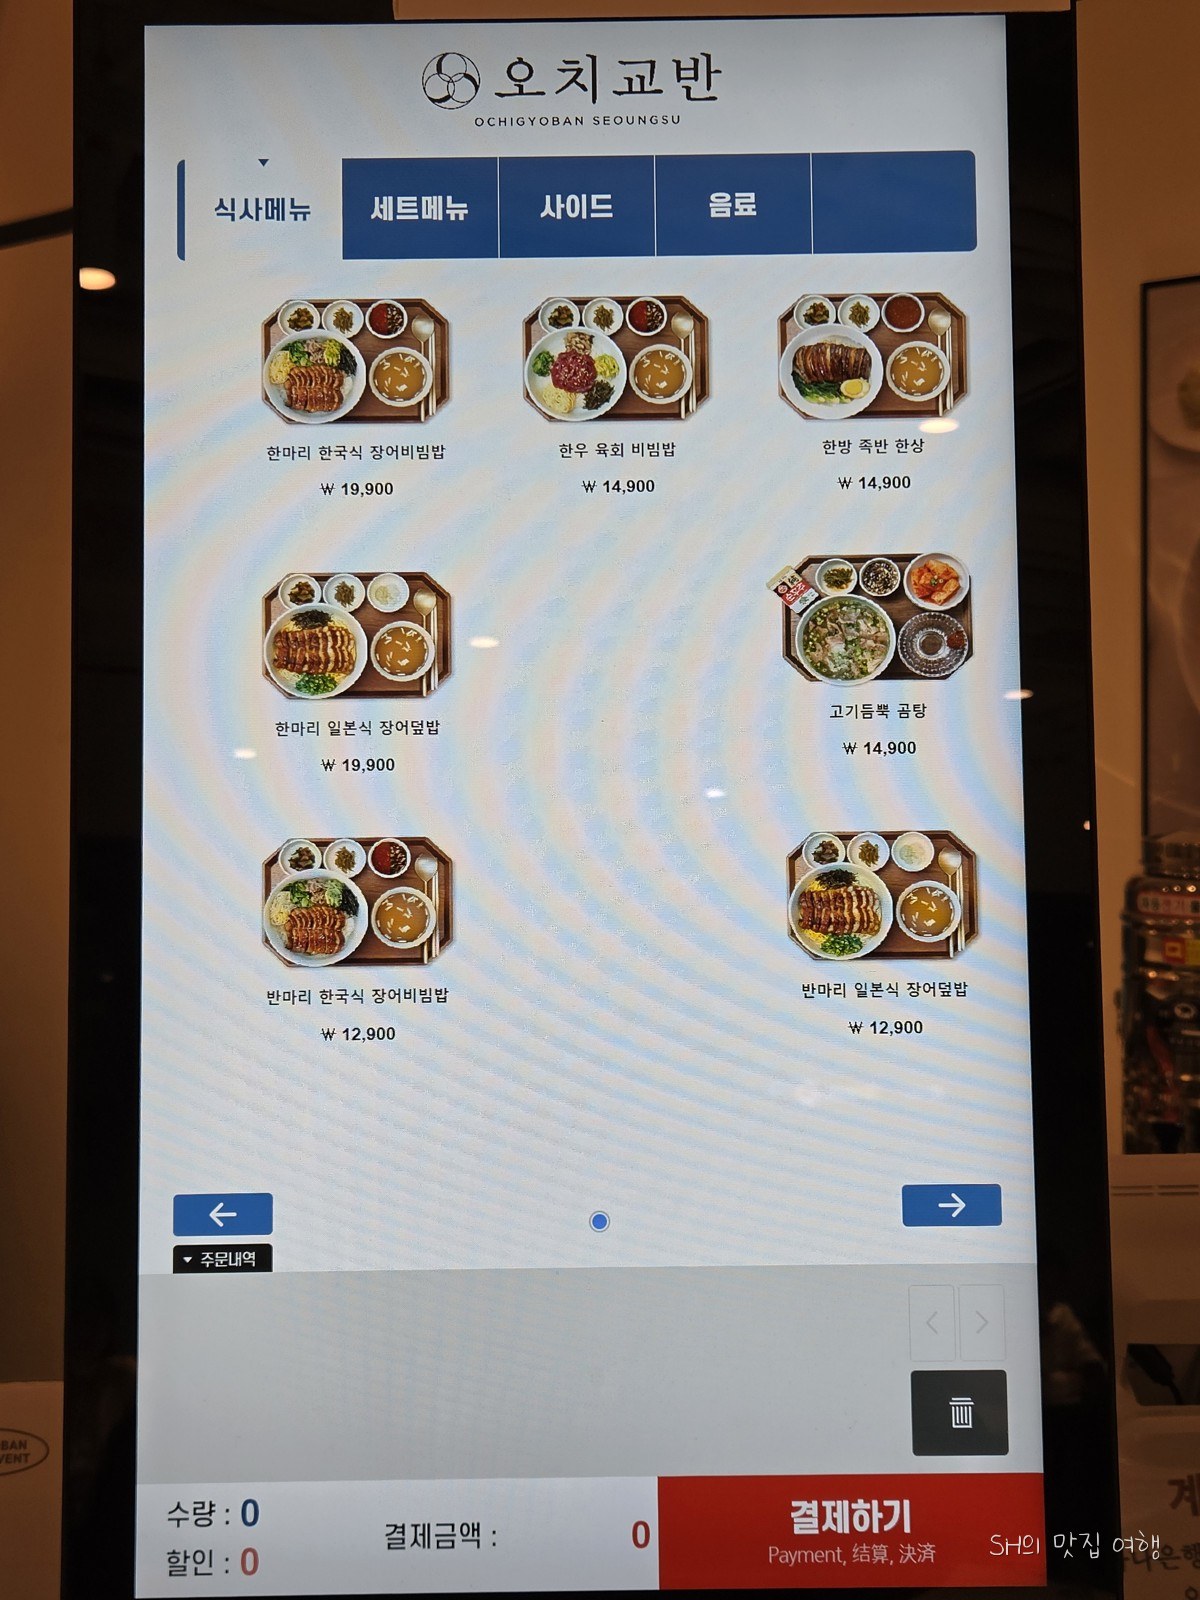 오치교반
OCHIGYOBAN SEOUNGSU
식사메뉴
세트메뉴
사이드
음료
한마리 한국식 장어비빔밥
₩ 19,900
한우 육회 비빔밥
₩ 14,900
한방 족반 한상
₩ 14,900
한마리 일본식 장어덮밥
₩ 19,900
고기듬뿍 곰탕
₩ 14,900
반마리 한국식 장어비빔밥
₩ 12,900
반마리 일본식 장어덮밥
₩ 12,900
주문내역
수량 : 0
할인 : 0
결제금액 : 0
결제하기
Payment, 结算, 決済
SH의 맛집 여행
BAN
VENT